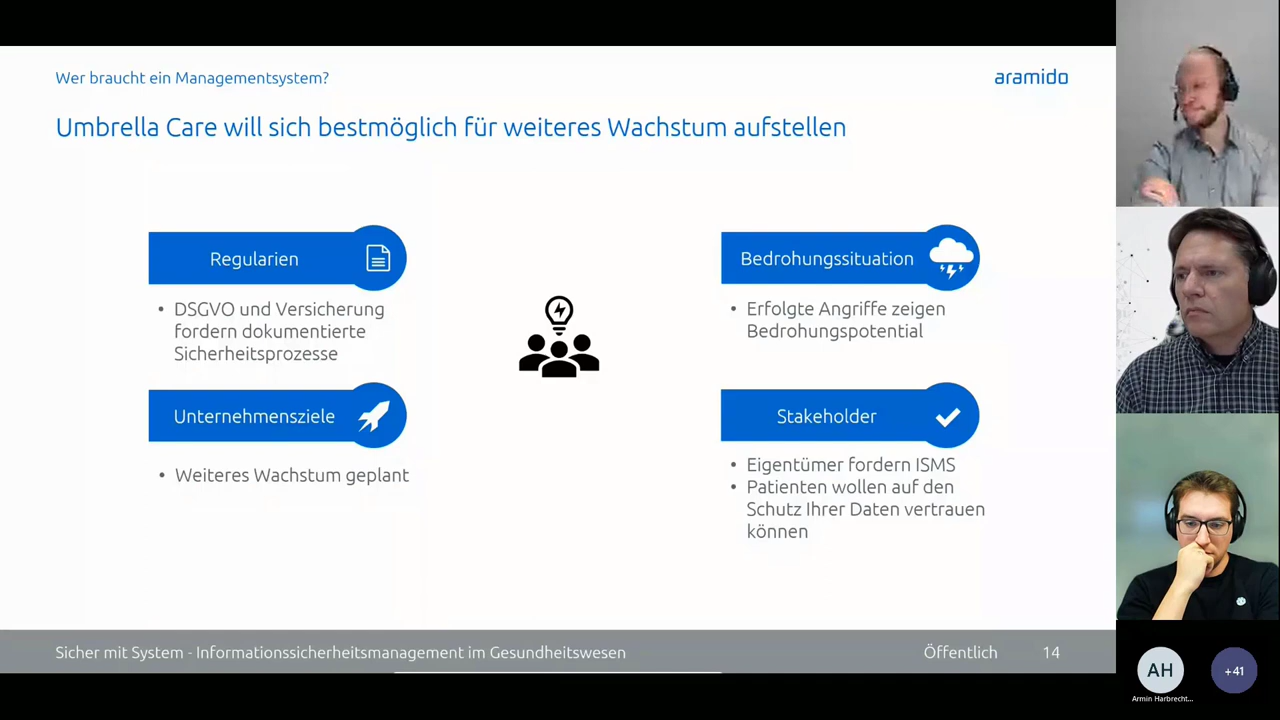 Wer braucht ein Managementsystem?
aramido
Umbrella Care will sich bestmöglich für weiteres Wachstum aufstellen
Regularien
• DSGVO und Versicherung
fordern dokumentierte
Sicherheitsprozesse
Unternehmensziele
• Weiteres Wachstum geplant
Bedrohungssituation
• Erfolgte Angriffe zeigen
Bedrohungspotential
Stakeholder
• Eigentümer fordern ISMS
• Patienten wollen auf den
Schutz Ihrer Daten vertrauen
können
Sicher mit System - Informationssicherheitsmanagement im Gesundheitswesen
Öffentlich
14
AH
Armin Harbrecht...
+41